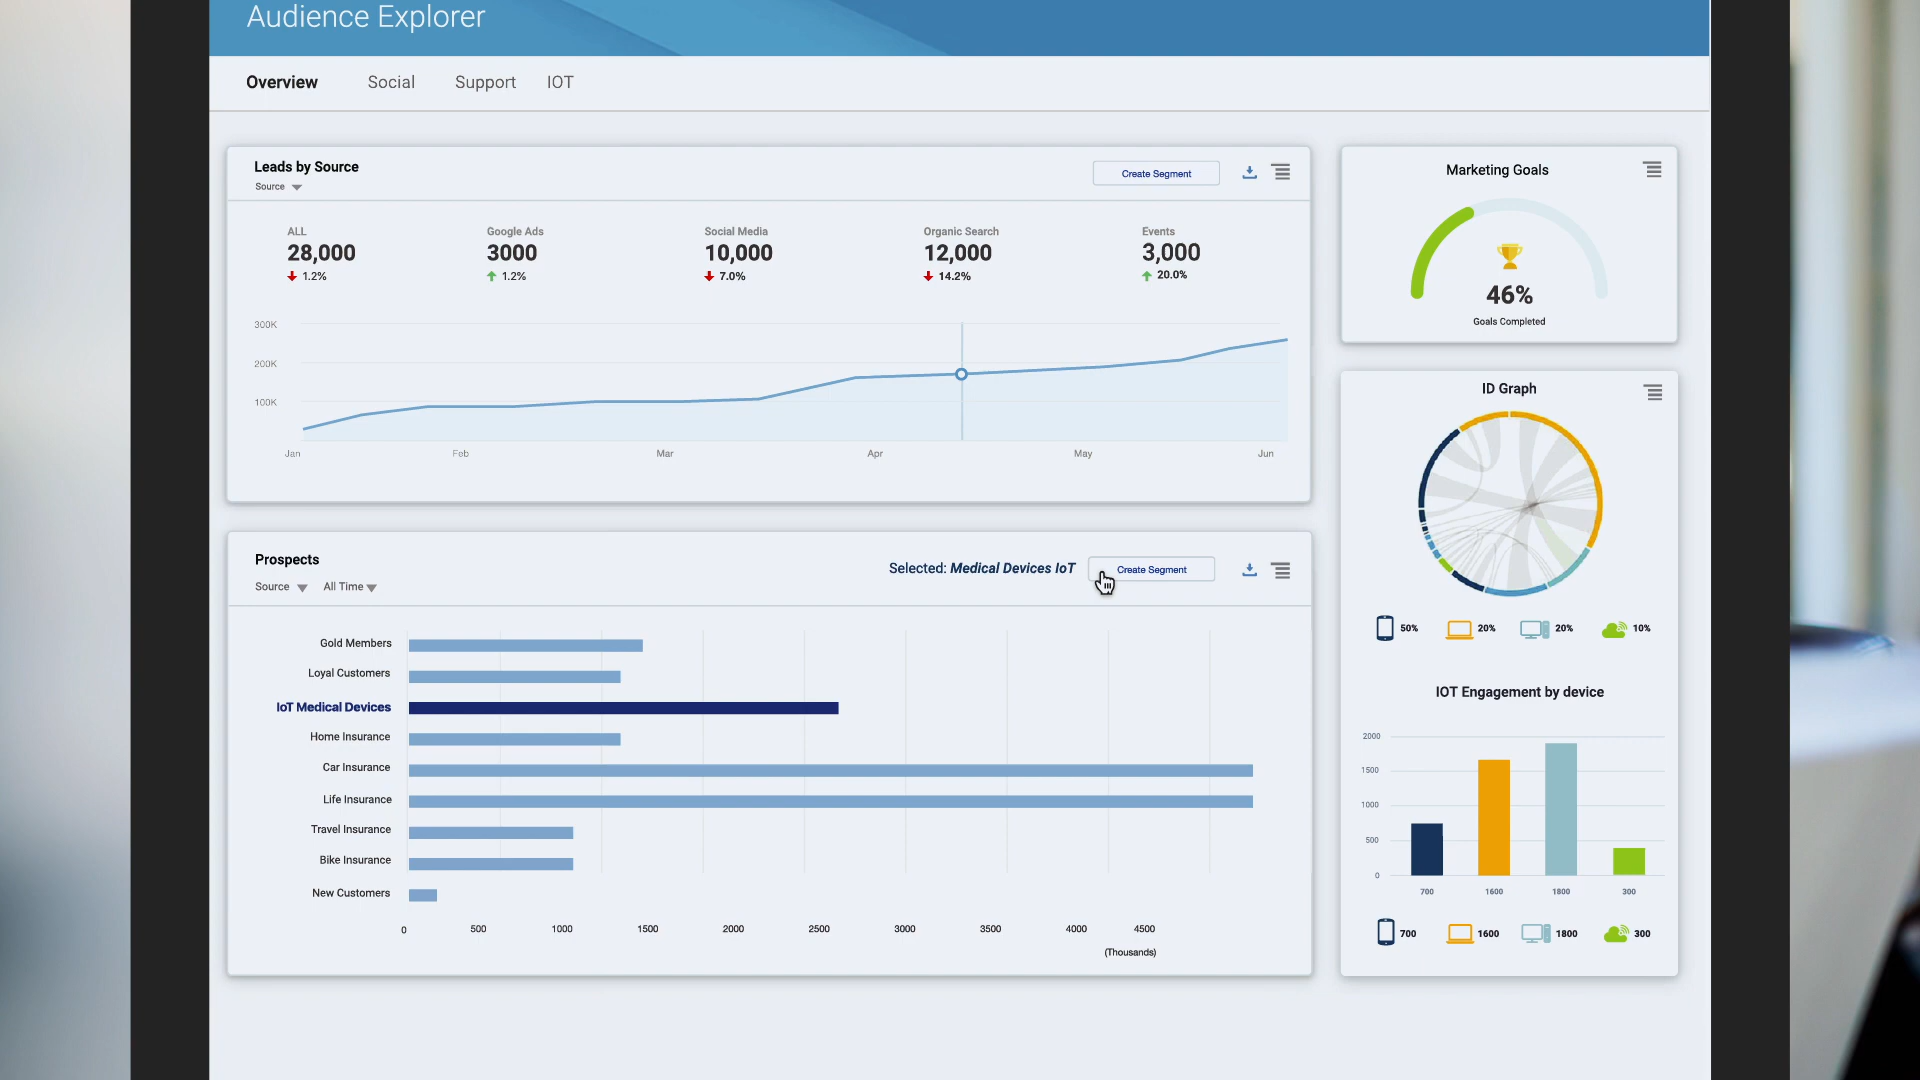 Audience Explorer
Overview Social Support IOT
Leads by Source
Source
Create Segment
ALL
28,000
1.2%
Google Ads
3000
1.2%
Social Media
10,000
7.0%
Organic Search
12,000
14.2%
Events
3,000
20.0%
300K
200K
100K
Jan Feb Mar Apr May Jun
Marketing Goals
46%
Goals Completed
Prospects
Source All Time
Selected: Medical Devices IoT
Create Segment
Gold Members
Loyal Customers
IoT Medical Devices
Home Insurance
Car Insurance
Life Insurance
Travel Insurance
Bike Insurance
New Customers
0 500 1000 1500 2000 2500 3000 3500 4000 4500
(Thousands)
ID Graph
50% 20% 20% 10%
IOT Engagement by device
2000
1500
1000
500
0
700 1600 1800 300
700 1600 1800 300